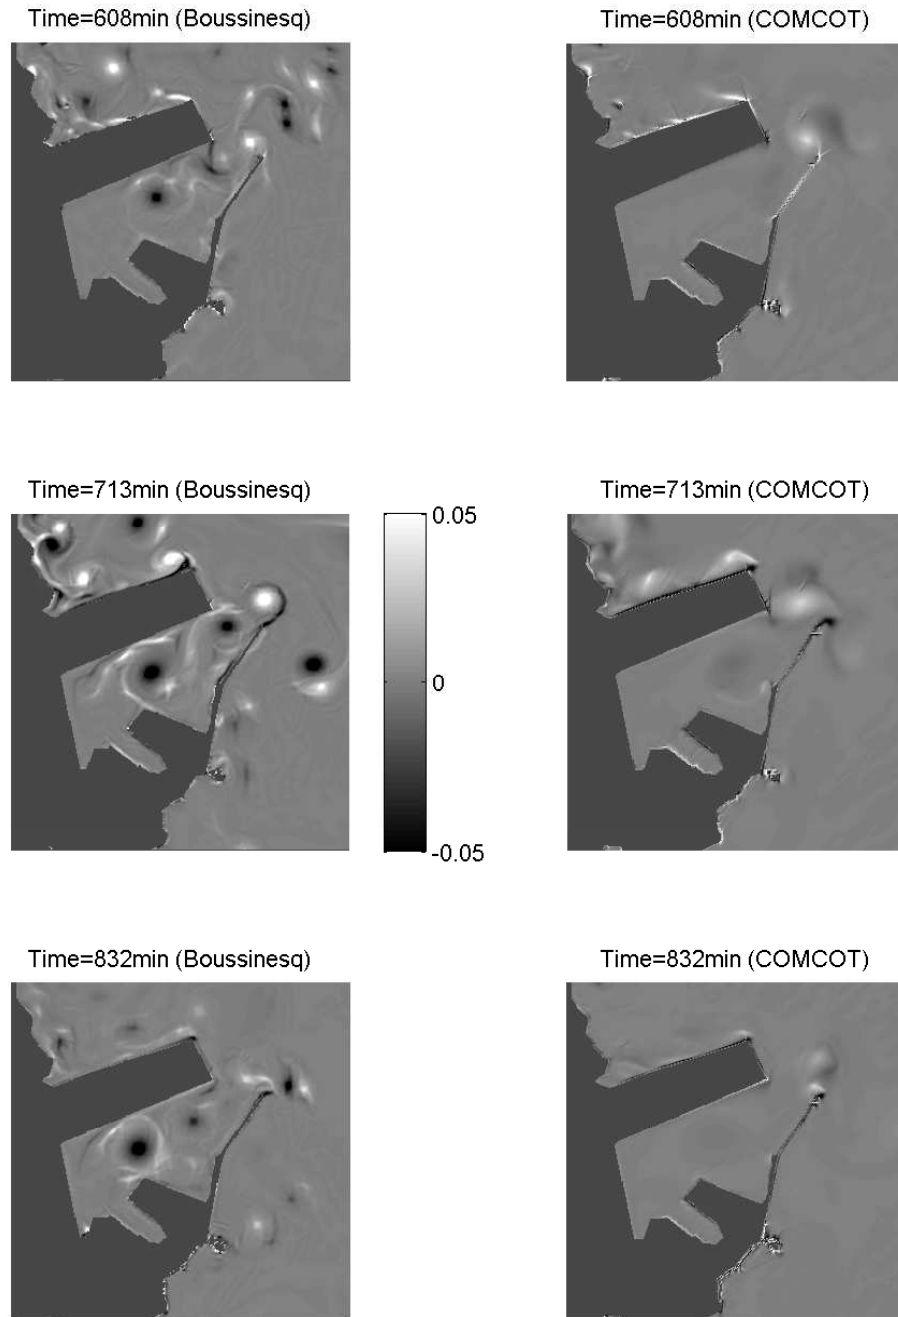 Time=608min (Boussinesq)
Time=608min (COMCOT)
Time=713min (Boussinesq)
Time=713min (COMCOT)
0.05
0
-0.05
Time=832min (Boussinesq)
Time=832min (COMCOT)